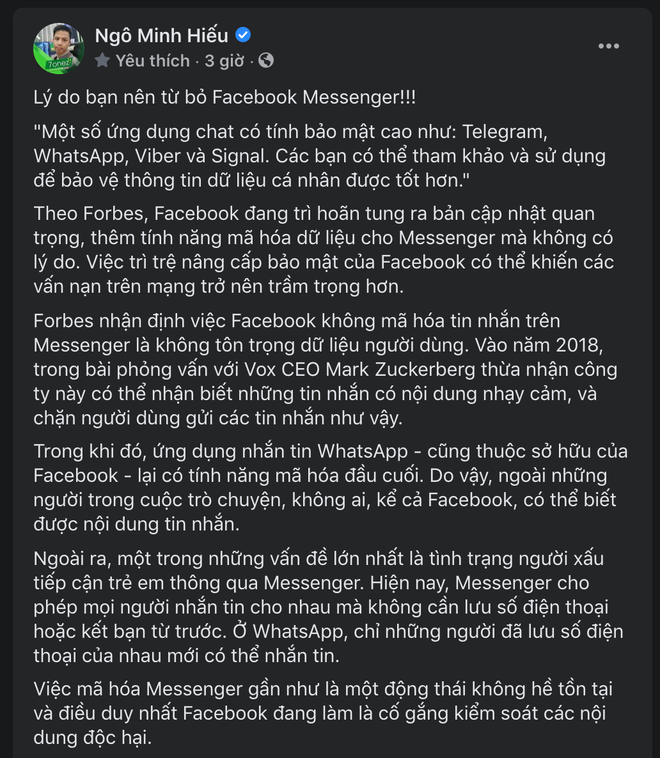 Ngô Minh Hiếu
Yêu thích · 3 giờ ·
Lý do bạn nên từ bỏ Facebook Messenger!!!
"Một số ứng dụng chat có tính bảo mật cao như: Telegram,
WhatsApp, Viber và Signal. Các bạn có thể tham khảo và sử dụng
để bảo vệ thông tin dữ liệu cá nhân được tốt hơn."
Theo Forbes, Facebook đang trì hoãn tung ra bản cập nhật quan
trọng, thêm tính năng mã hóa dữ liệu cho Messenger mà không có
lý do. Việc trì trệ nâng cấp bảo mật của Facebook có thể khiến các
vấn nạn trên mạng trở nên trầm trọng hơn.
Forbes nhận định việc Facebook không mã hóa tin nhắn trên
Messenger là không tôn trọng dữ liệu người dùng. Vào năm 2018,
trong bài phỏng vấn với Vox CEO Mark Zuckerberg thừa nhận công
ty này có thể nhận biết những tin nhắn có nội dung nhạy cảm, và
chặn người dùng gửi các tin nhắn như vậy.
Trong khi đó, ứng dụng nhắn tin WhatsApp - cũng thuộc sở hữu của
Facebook - lại có tính năng mã hóa đầu cuối. Do vậy, ngoài những
người trong cuộc trò chuyện, không ai, kể cả Facebook, có thể biết
được nội dung tin nhắn.
Ngoài ra, một trong những vấn đề lớn nhất là tình trạng người xấu
tiếp cận trẻ em thông qua Messenger. Hiện nay, Messenger cho
phép mọi người nhắn tin cho nhau mà không cần lưu số điện thoại
hoặc kết bạn từ trước. Ở WhatsApp, chỉ những người đã lưu số điện
thoại của nhau mới có thể nhắn tin.
Việc mã hóa Messenger gần như là một động thái không hề tồn tại
và điều duy nhất Facebook đang làm là cố gắng kiểm soát các nội
dung độc hại.